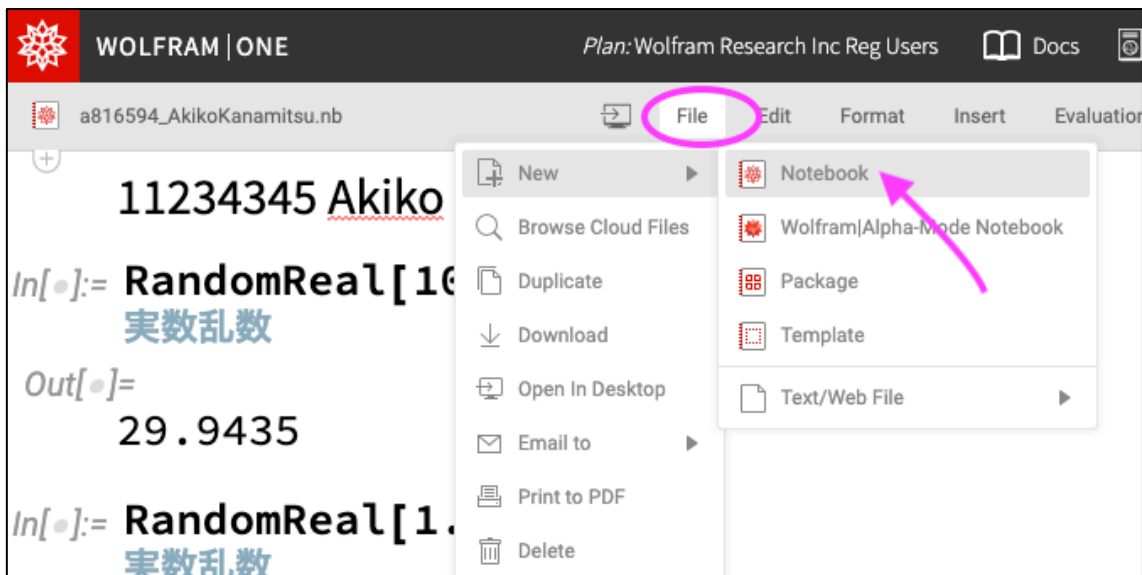 WOLFRAM | ONE Plan: Wolfram Research Inc Reg Users Docs
a816594_AkikoKanamitsu.nb File Edit Format Insert Evaluation
11234345 Akiko
In[ ]:= RandomReal[10
実数乱数
Out[ ]=
29.9435
In[ ]:= RandomReal[1.
実数乱数
New
Browse Cloud Files
Duplicate
Download
Open In Desktop
Email to
Print to PDF
Delete
Notebook
Wolfram|Alpha-Mode Notebook
Package
Template
Text/Web File